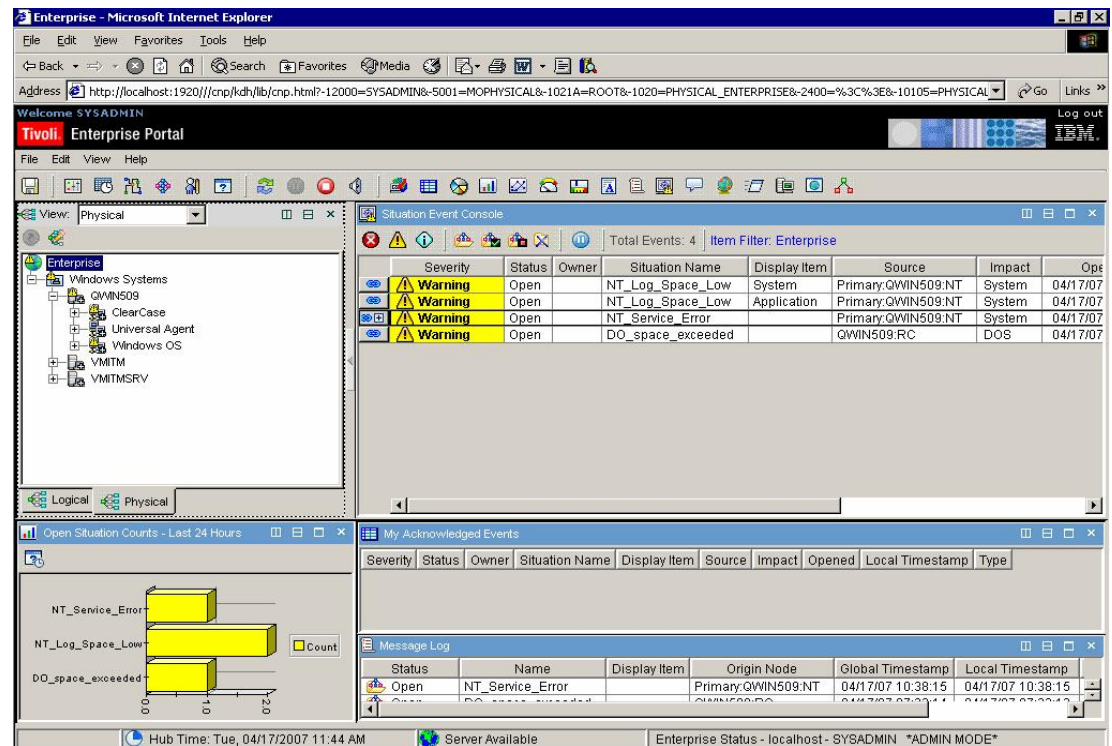 Enterprise - Microsoft Internet Explorer
File Edit View Favorites Tools Help
Back Search Favorites Media
Address http://localhost:1920///cnp/kdh/lib/cnp.html?-12000=SYSADMIN&-5001=MOPHYSICAL&-1021A=ROOT&-1020=PHYSICAL_ENTERPRISE&-2400=%3C%3E&-10105=PHYSICAL Go Links »
Welcome SYSADMIN Log out
Tivoli. Enterprise Portal IBM.
File Edit View Help
View: Physical
Enterprise
Windows Systems
QWIN509
ClearCase
Universal Agent
Windows OS
VMITM
VMITMSRV
Logical Physical
Situation Event Console
Total Events: 4 Item Filter: Enterprise
Severity Status Owner Situation Name Display Item Source Impact Ope
Warning Open NT_Log_Space_Low System Primary:QWIN509:NT System 04/17/07
Warning Open NT_Log_Space_Low Application Primary:QWIN509:NT System 04/17/07
Warning Open NT_Service_Error Primary:QWIN509:NT System 04/17/07
Warning Open DO_space_exceeded QWIN509:RC DOS 04/17/07
Open Situation Counts - Last 24 Hours
NT_Service_Error
NT_Log_Space_Low
DO_space_exceeded
Count
0.0 1.0 2.0
My Acknowledged Events
Severity Status Owner Situation Name Display Item Source Impact Opened Local Timestamp Type
Message Log
Status Name Display Item Origin Node Global Timestamp Local Timestamp
Open NT_Service_Error Primary:QWIN509:NT 04/17/07 10:38:15 04/17/07 10:38:15
Hub Time: Tue, 04/17/2007 11:44 AM Server Available Enterprise Status - localhost - SYSADMIN *ADMIN MODE*